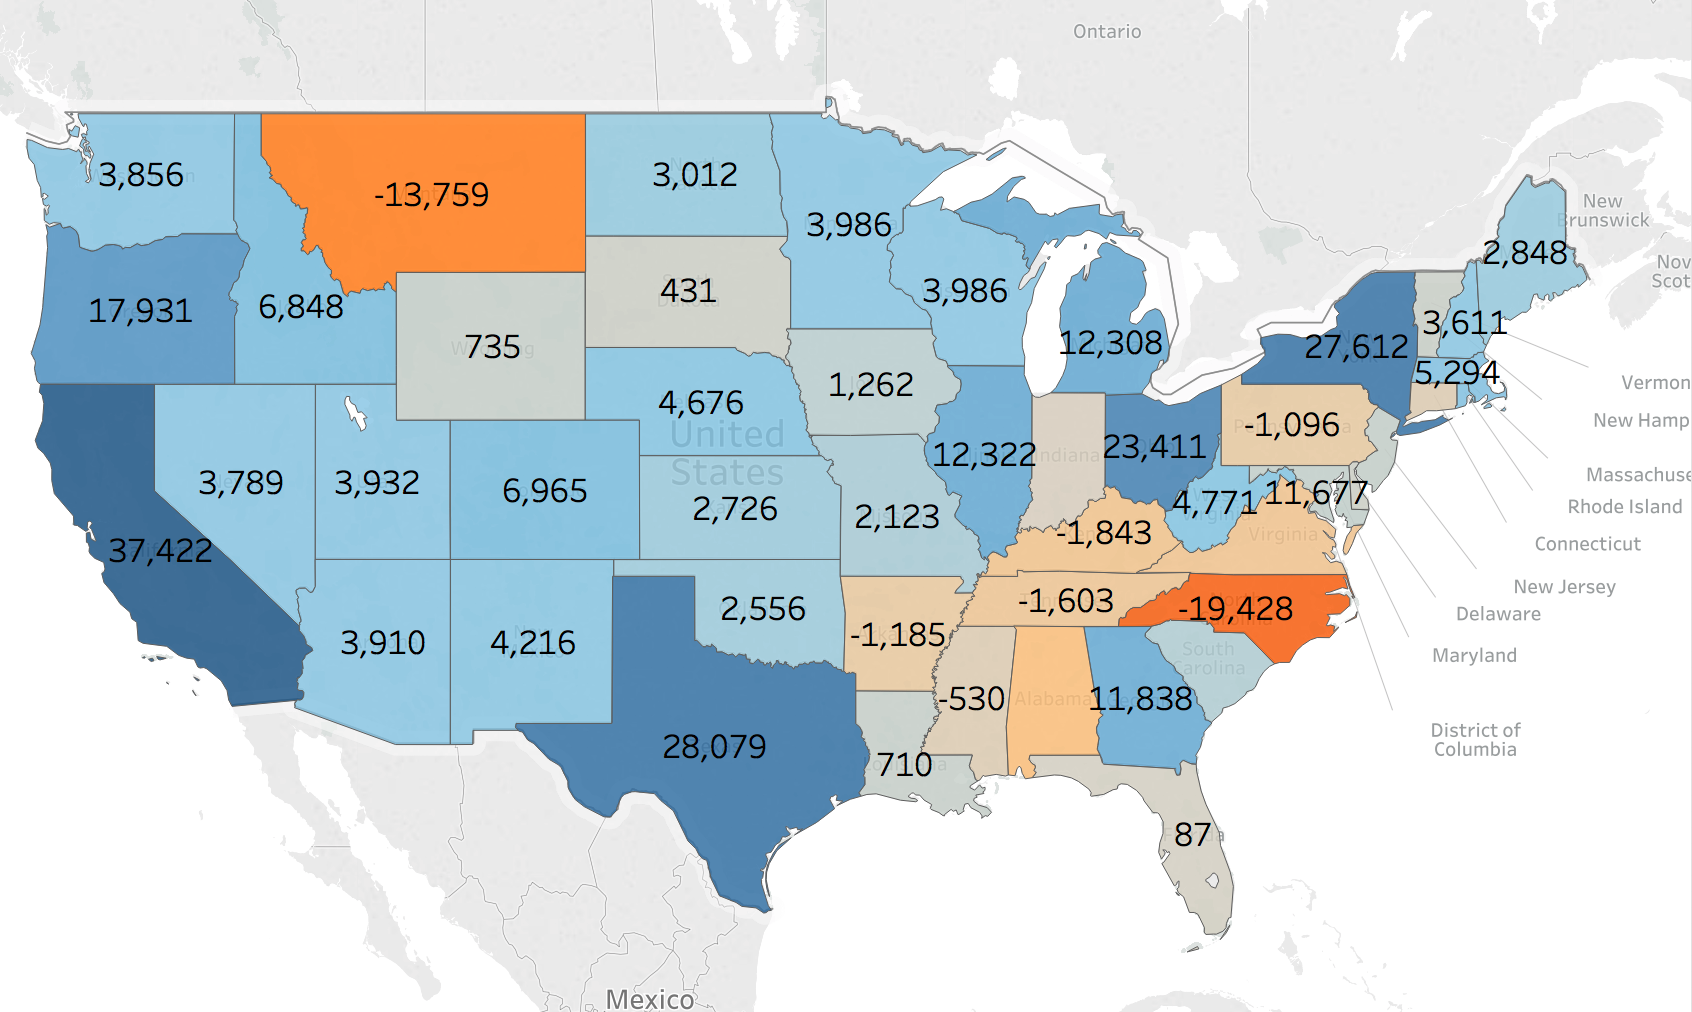 Ontario
New
Brunswick
Nov
Scot
3,856
-13,759
3,012
3,986
2,848
17,931
6,848
431
3,986
12,308
27,612
3,611
735
1,262
5,294
Vermon
4,676
-1,096
New Hamp
United
States
12,322
Indiana
23,411
3,789
3,932
6,965
2,726
2,123
4,771
11,677
Massachuse
Rhode Island
37,422
-1,843
Virginia
Connecticut
2,556
-1,603
-19,428
New Jersey
Delaware
3,910
4,216
-1,185
South
Carolina
Maryland
-530
Alabama
11,838
28,079
710
District of
Columbia
87
Mexico